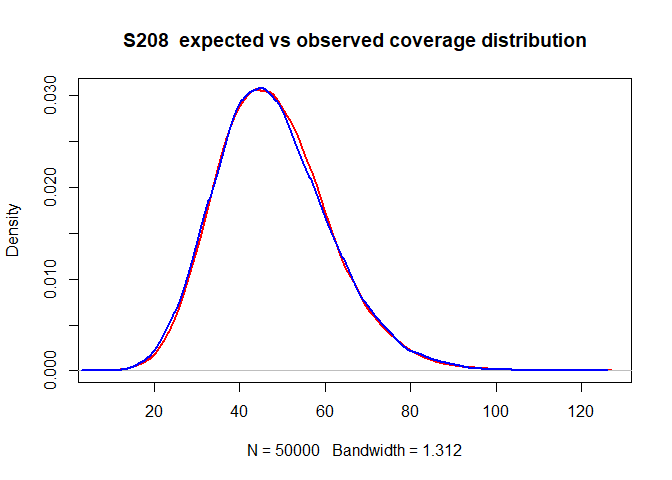 S208  expected vs observed coverage distribution
Density
0.030
0.020
0.010
0.000
20 40 60 80 100 120
N = 50000   Bandwidth = 1.312